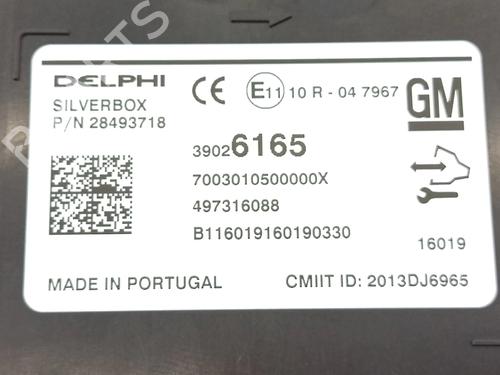 DELPHI
SILVERBOX
P/N 28493718
CE E11 10 R - 04 7967
GM
39026165
7003010500000X
497316088
B116019160190330
16019
MADE IN PORTUGAL
CMIIT ID: 2013DJ6965